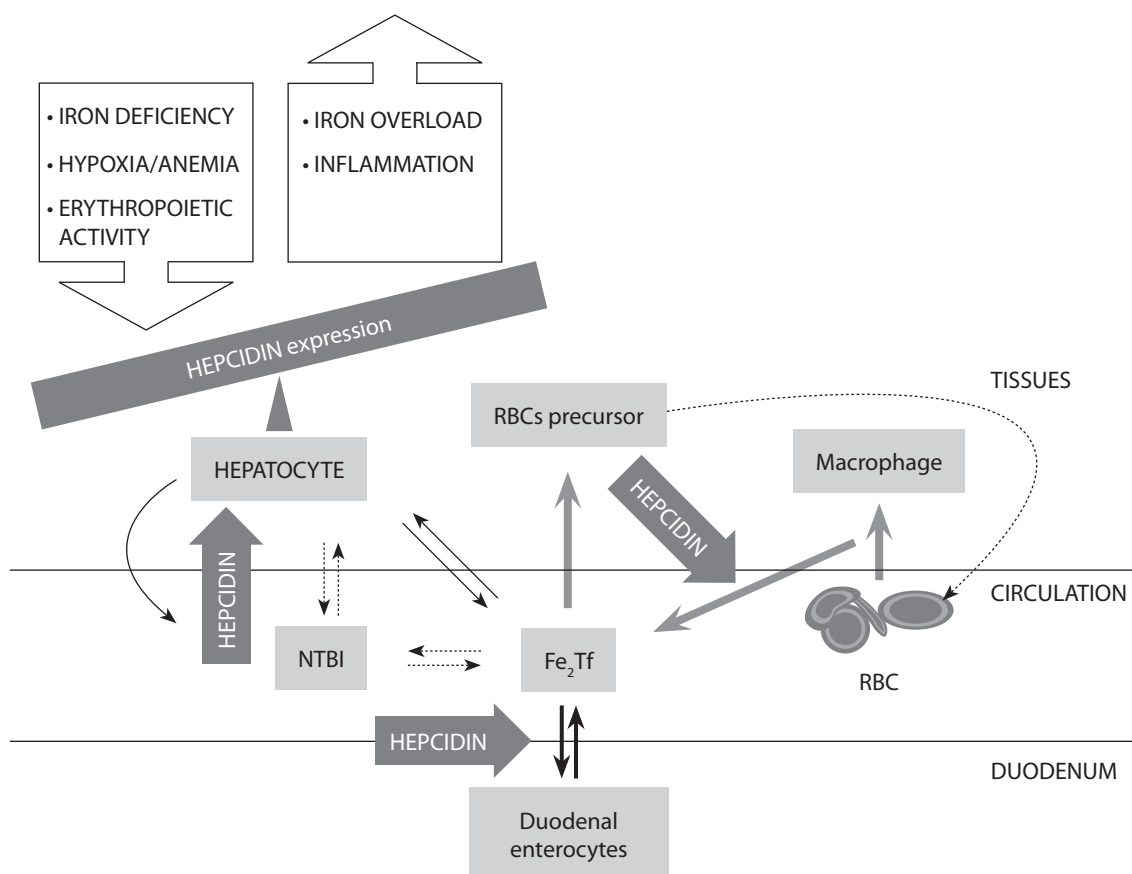 • IRON DEFICIENCY
• HYPOXIA/ANEMIA
• ERYTHROPOIETIC
ACTIVITY
• IRON OVERLOAD
• INFLAMMATION
HEPCIDIN expression
TISSUES
RBCs precursor
Macrophage
HEPATOCYTE
HEPCIDIN
HEPCIDIN
CIRCULATION
NTBI
Fe₂Tf
RBC
HEPCIDIN
DUODENUM
Duodenal
enterocytes